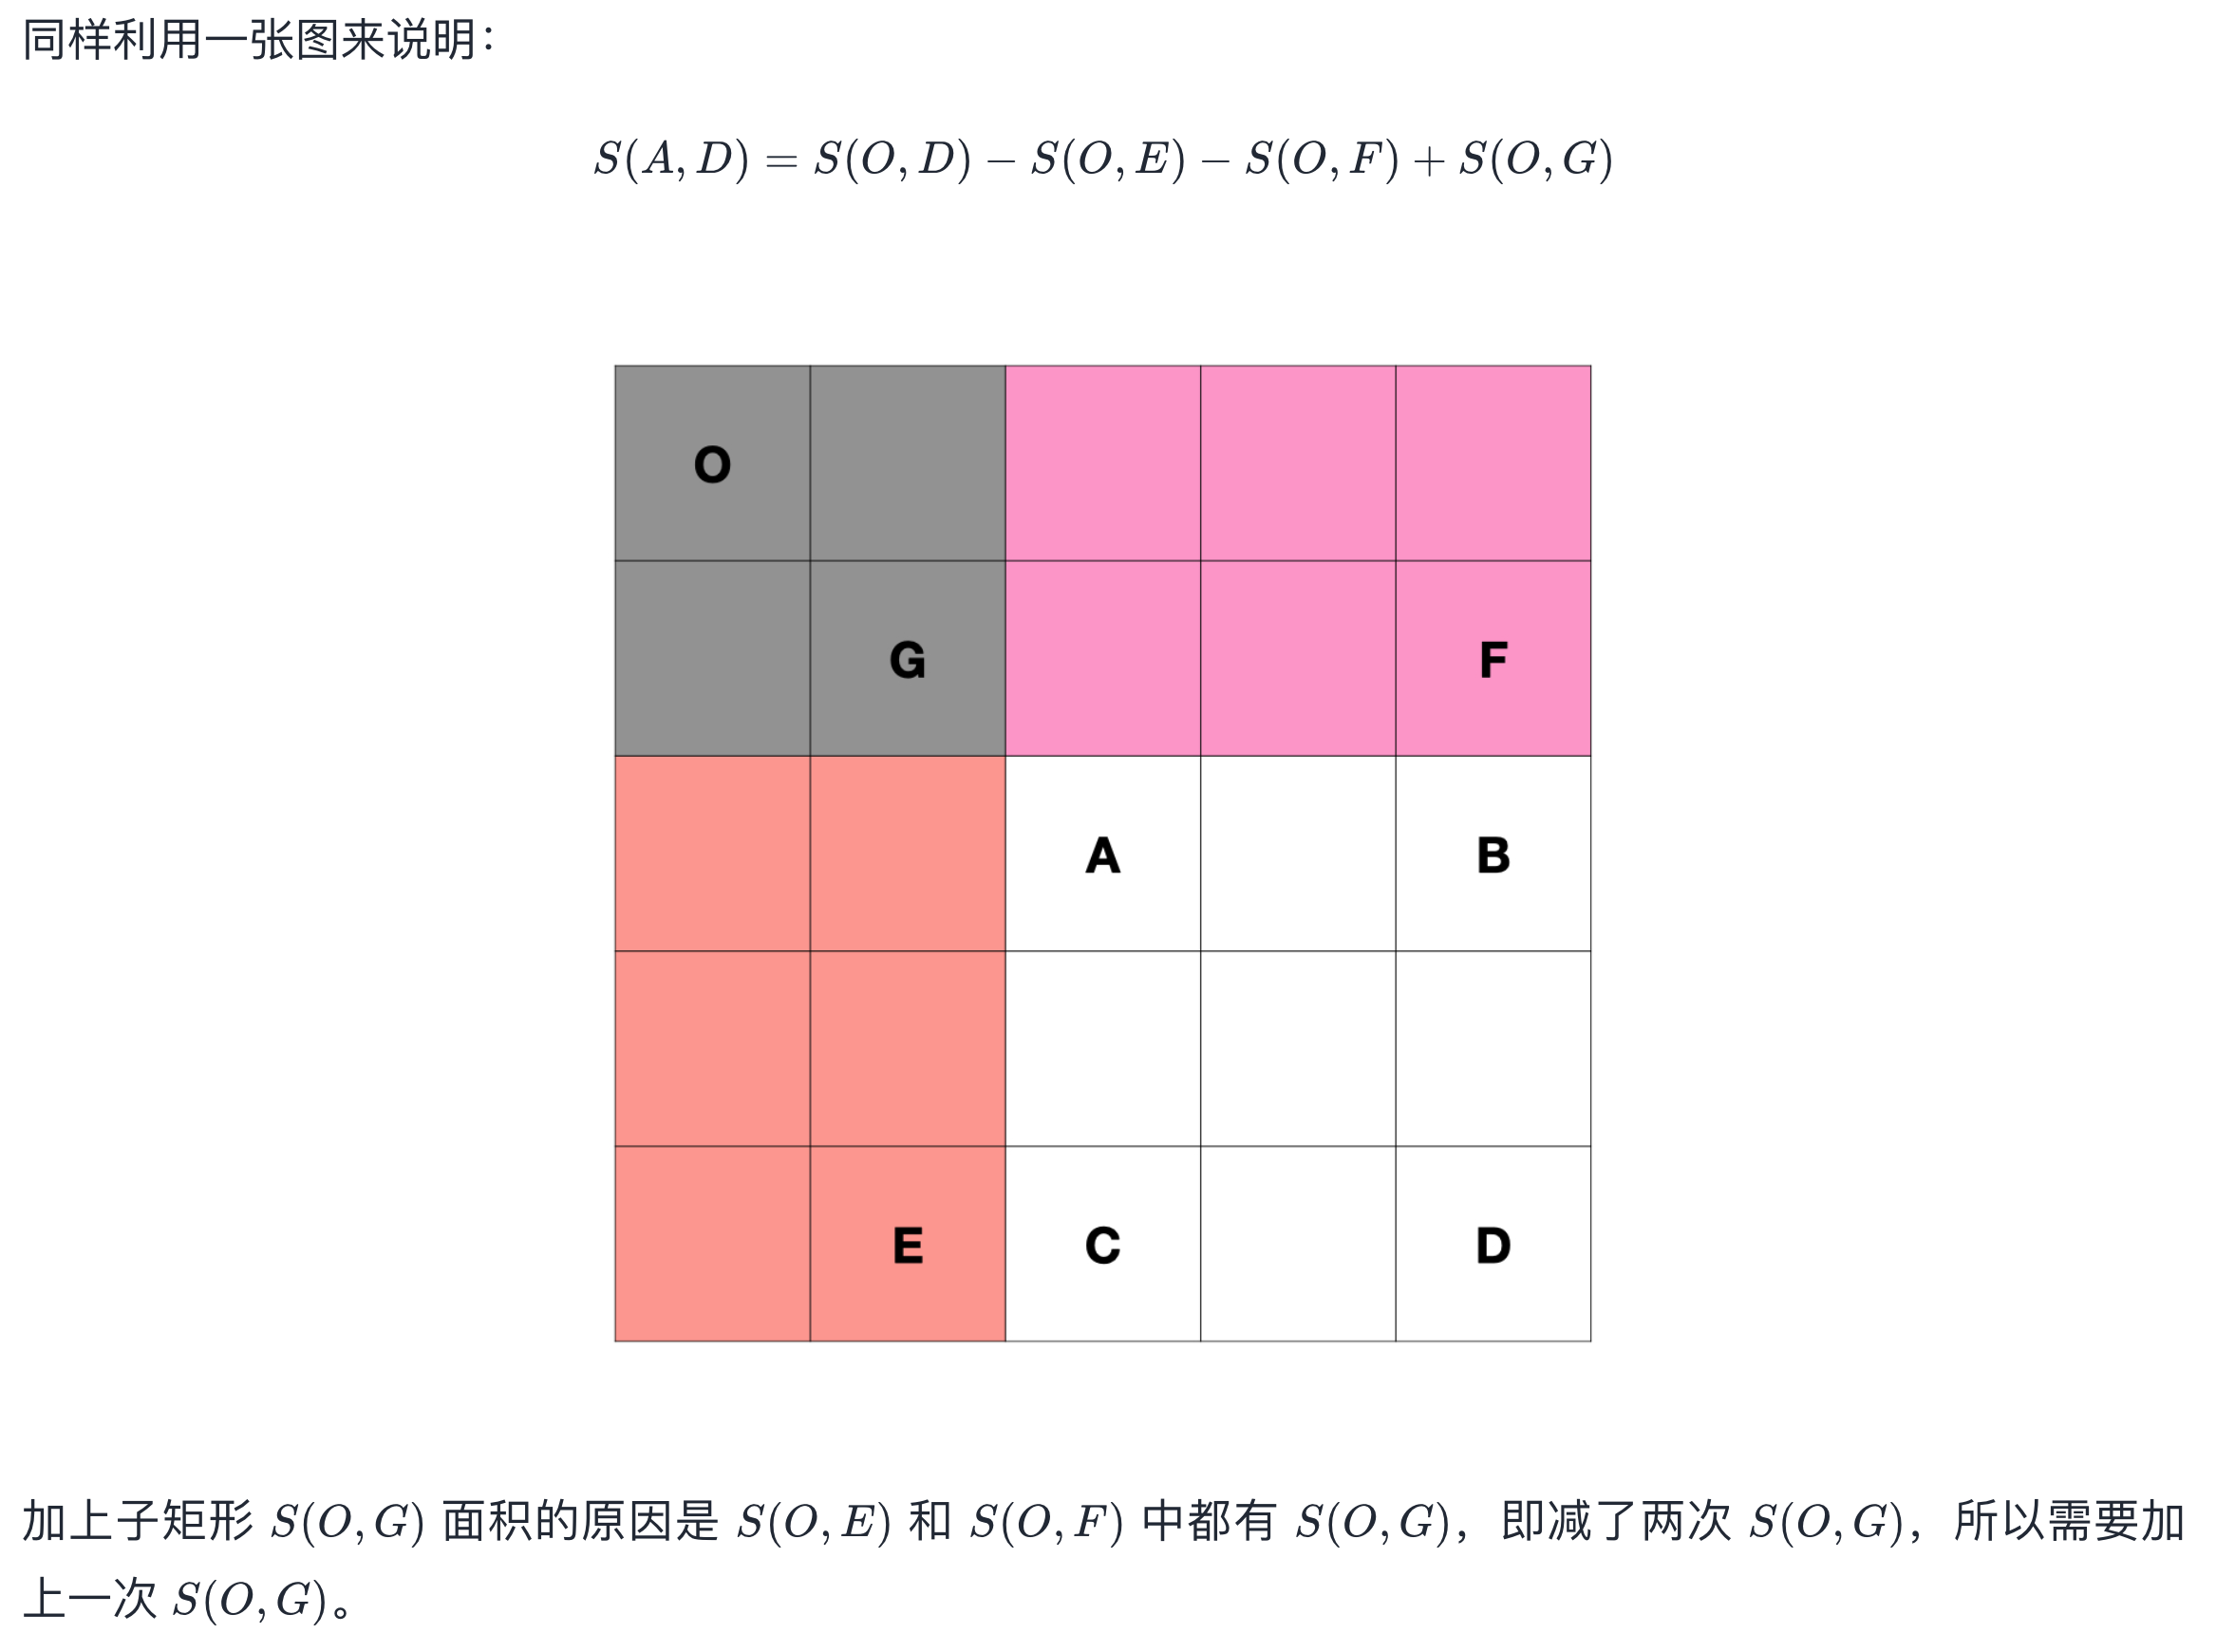 同样利用一张图来说明：
S(A, D) = S(O, D) − S(O, E) − S(O, F) + S(O, G)
O
G F
A B
E C D
加上子矩形 S(O, G) 面积的原因是 S(O, E) 和 S(O, F) 中都有 S(O, G)，即减了两次 S(O, G)，所以需要加
上一次 S(O, G)。